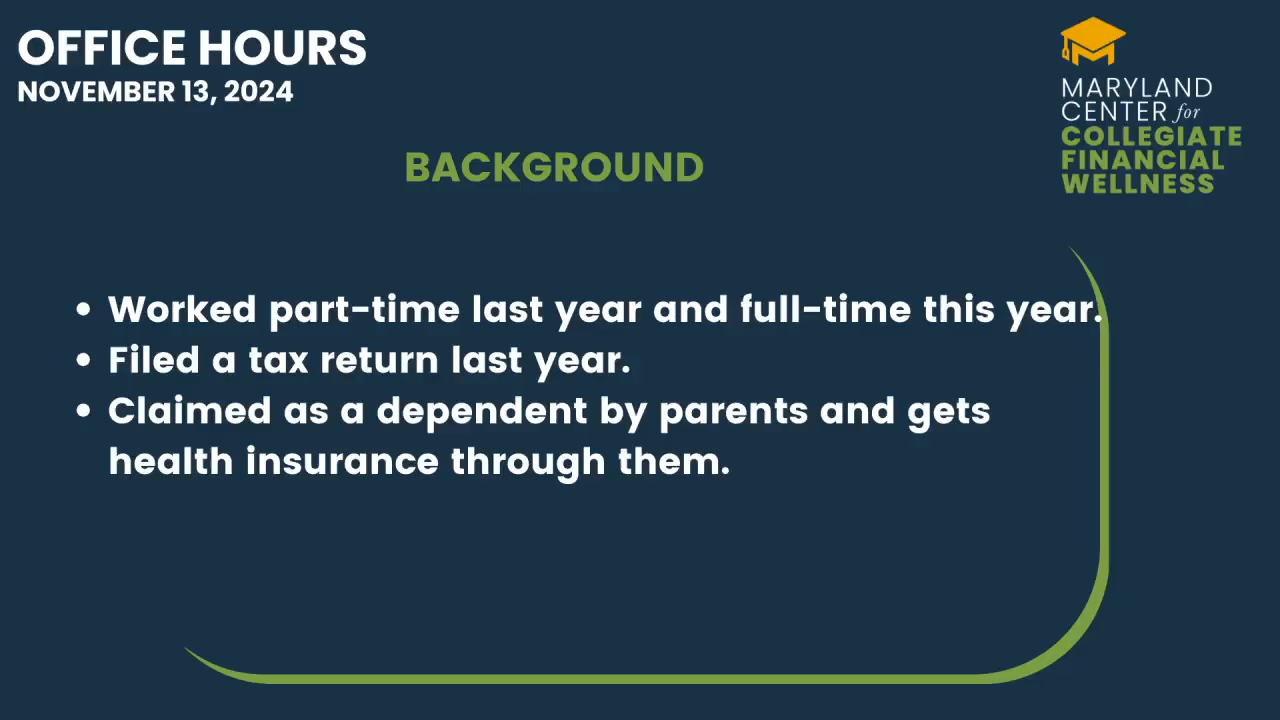 OFFICE HOURS
NOVEMBER 13, 2024
MARYLAND
CENTER for
COLLEGIATE
FINANCIAL
WELLNESS
BACKGROUND
• Worked part-time last year and full-time this year.
• Filed a tax return last year.
• Claimed as a dependent by parents and gets
health insurance through them.